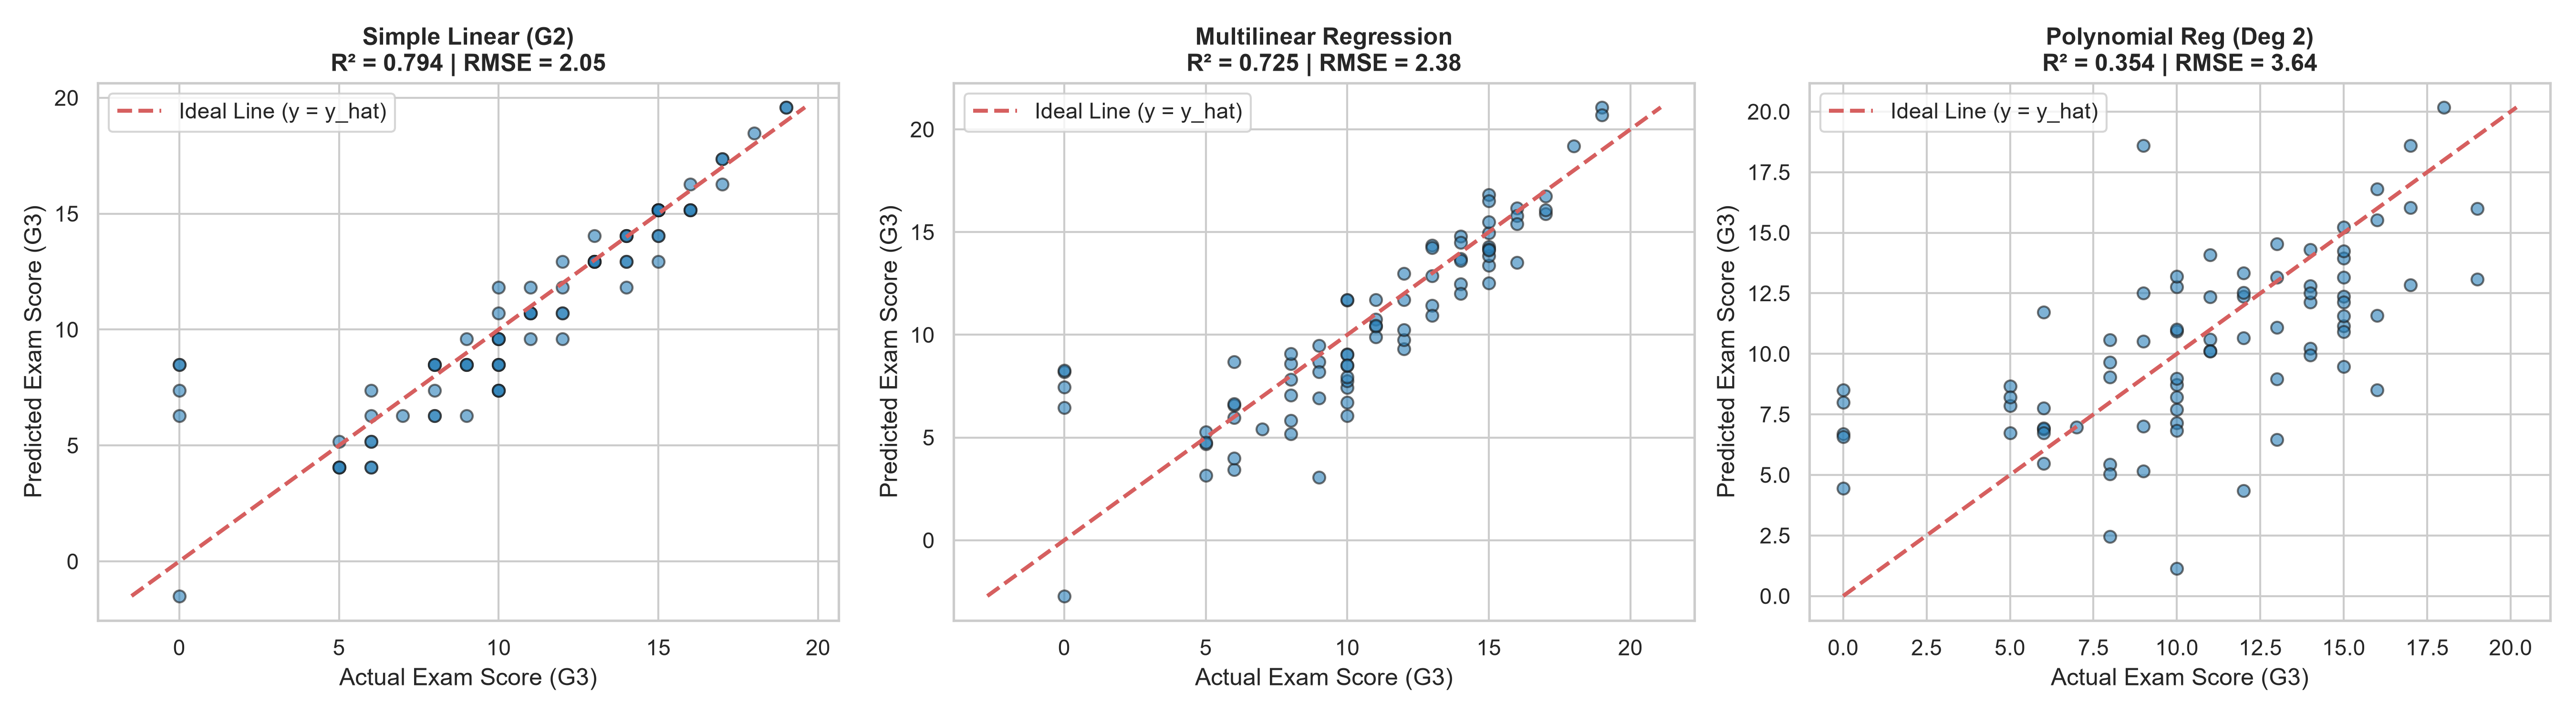 Simple Linear (G2)
R² = 0.794 | RMSE = 2.05
Ideal Line (y = y_hat)
20
15
10
5
0
0
5
10
15
20
Predicted Exam Score (G3)
Actual Exam Score (G3)
Multilinear Regression
R² = 0.725 | RMSE = 2.38
Ideal Line (y = y_hat)
20
15
10
5
0
0
5
10
15
20
Predicted Exam Score (G3)
Actual Exam Score (G3)
Polynomial Reg (Deg 2)
R² = 0.354 | RMSE = 3.64
Ideal Line (y = y_hat)
20.0
17.5
15.0
12.5
10.0
7.5
5.0
2.5
0.0
0.0
2.5
5.0
7.5
10.0
12.5
15.0
17.5
20.0
Predicted Exam Score (G3)
Actual Exam Score (G3)